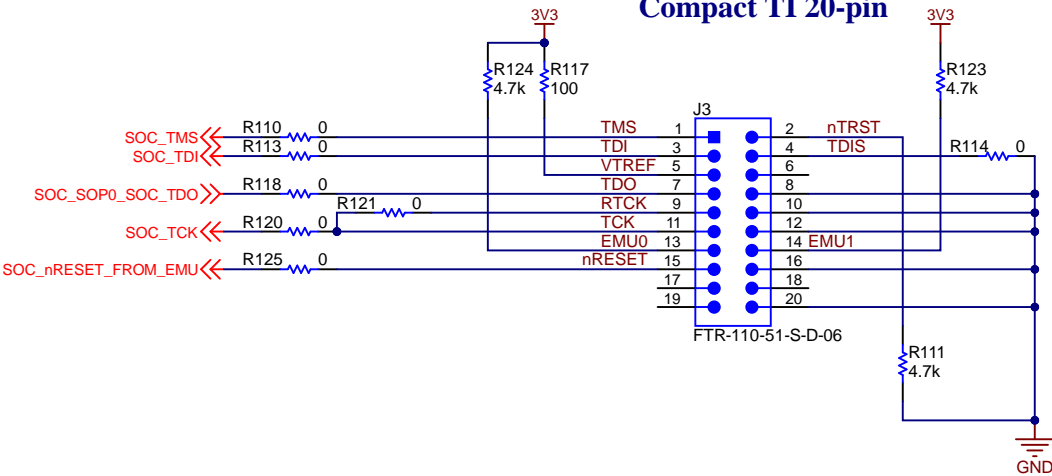 Compact TI 20-pin
3V3 3V3
R124 R117 R123
4.7k 100 4.7k
J3
SOC_TMS R110 0 TMS 1 2 nTRST
SOC_TDI R113 0 TDI 3 4 TDIS R114 0
VTREF 5 6
SOC_SOP0_SOC_TDO R118 0 TDO 7 8
R121 0 RTCK 9 10
SOC_TCK R120 0 TCK 11 12
EMU0 13 14 EMU1
SOC_nRESET_FROM_EMU R125 0 nRESET 15 16
17 18
19 20
FTR-110-51-S-D-06
R111
4.7k
GND